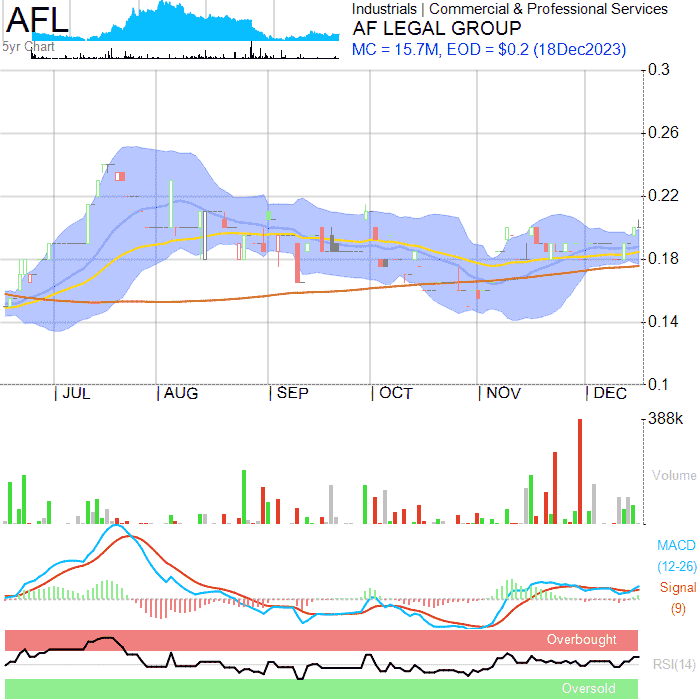 AFL
5yr Chart
Industrials | Commercial & Professional Services
AF LEGAL GROUP
MC = 15.7M, EOD = $0.2 (18Dec2023)
0.3
0.26
0.22
0.18
0.14
0.1
| JUL | AUG | SEP | OCT | NOV | DEC
388k
Volume
MACD
(12-26)
Signal
(9)
Overbought
RSI(14)
Oversold